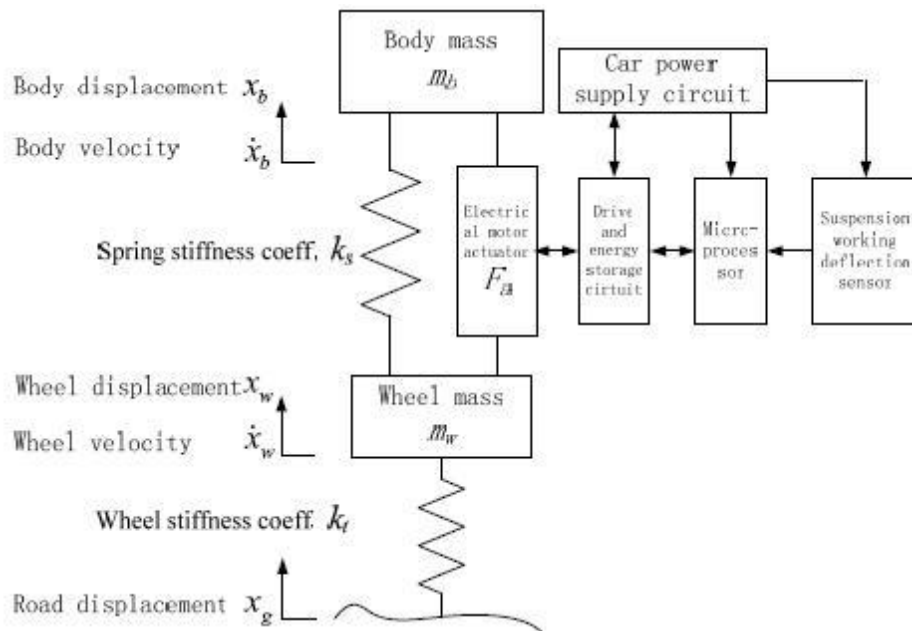 Body mass
m_b
Car power
supply circuit
Body displacement x_b
Body velocity ẋ_b
Spring stiffness coeff, k_s
Electric
al motor
actuator
Drive
and
energy
storage
cirtuit
Micrc-
proces
sor
Suspension
working
deflection
sensor
Wheel displacement x_w
Wheel velocity ẋ_w
Wheel mass
m_w
Wheel stiffness coeff. k_t
Road displacement x_g